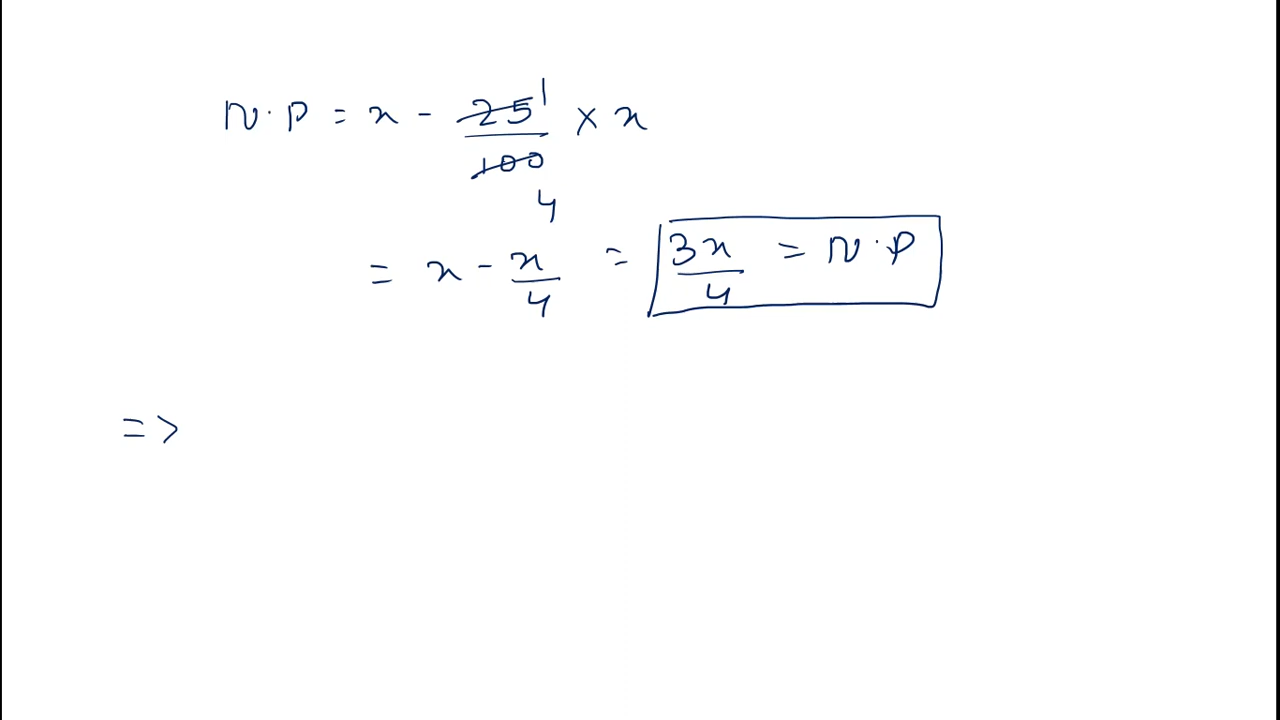 N.P = x - 25/100 × x
1
4
= x - x/4 = 3x/4 = N.P
=>